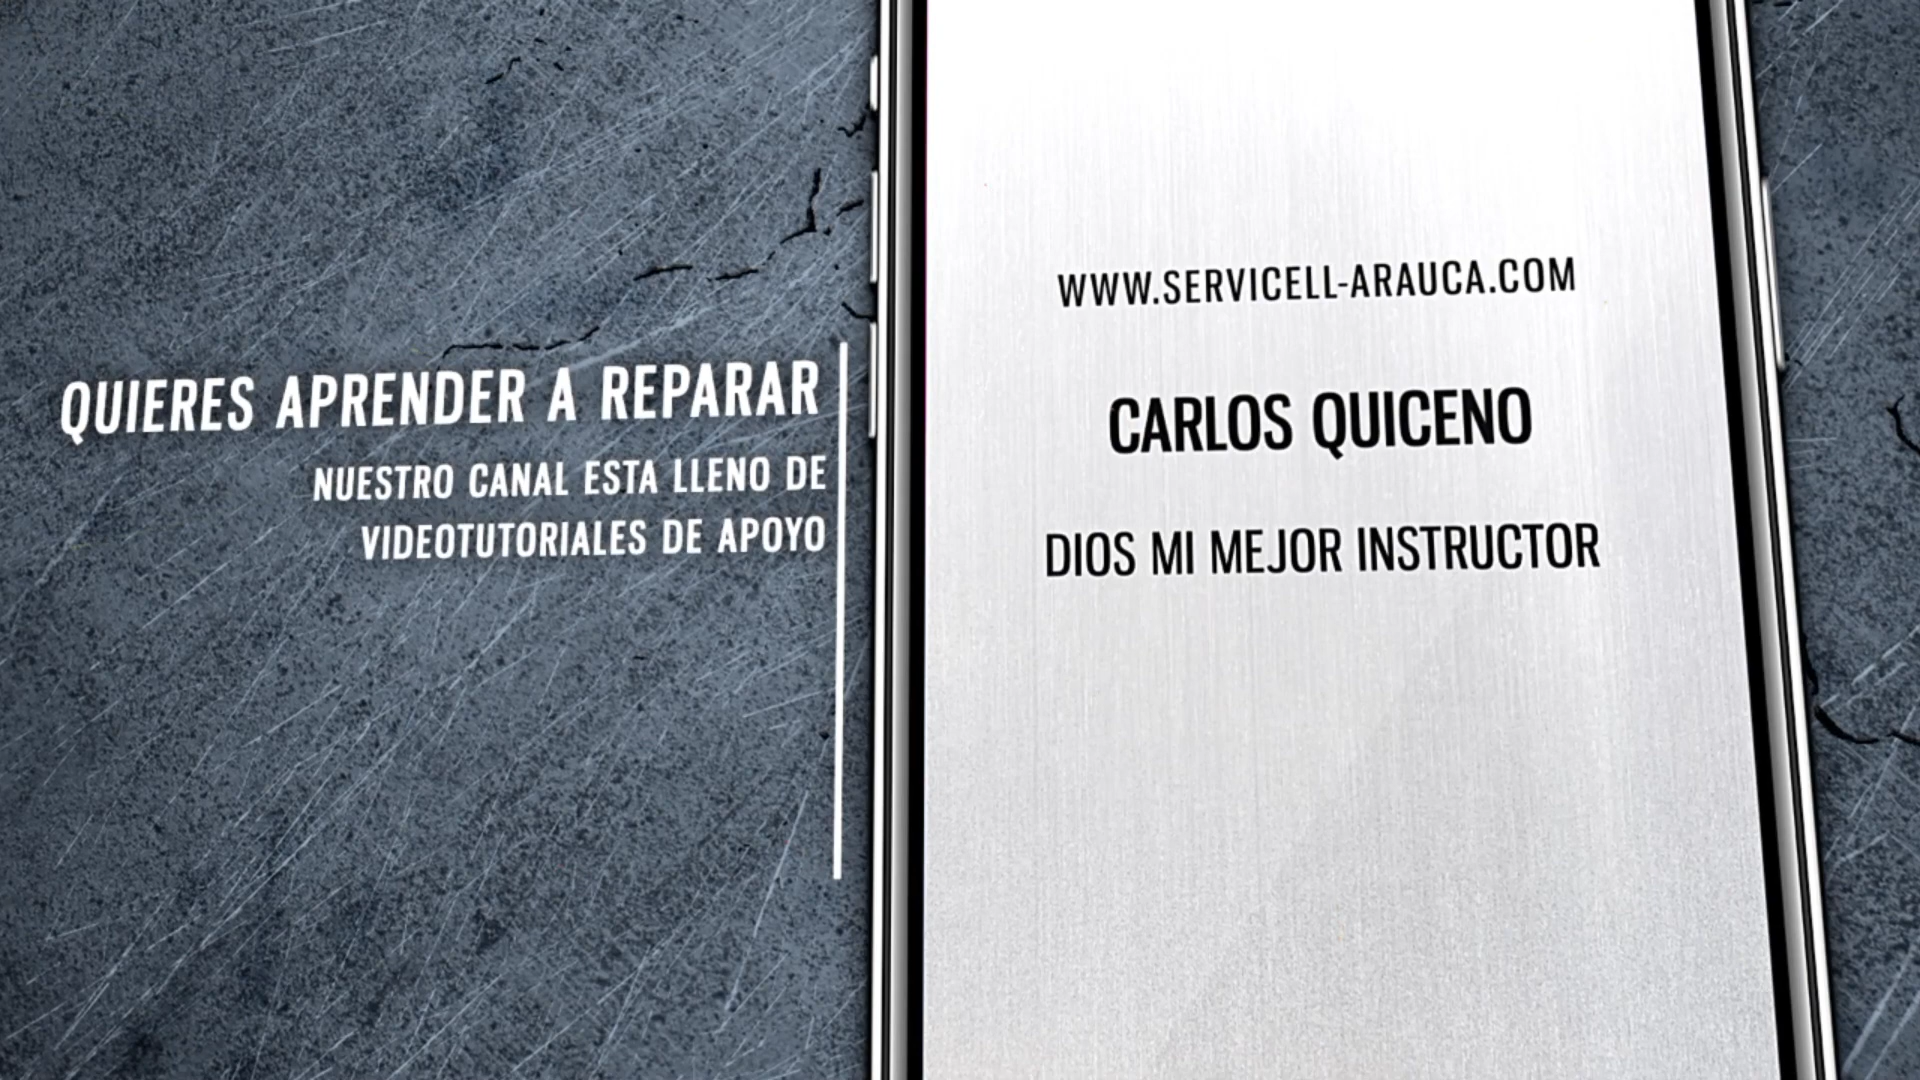 QUIERES APRENDER A REPARAR
NUESTRO CANAL ESTA LLENO DE
VIDEOTUTORIALES DE APOYO
WWW.SERVICELL-ARAUCA.COM
CARLOS QUICENO
DIOS MI MEJOR INSTRUCTOR